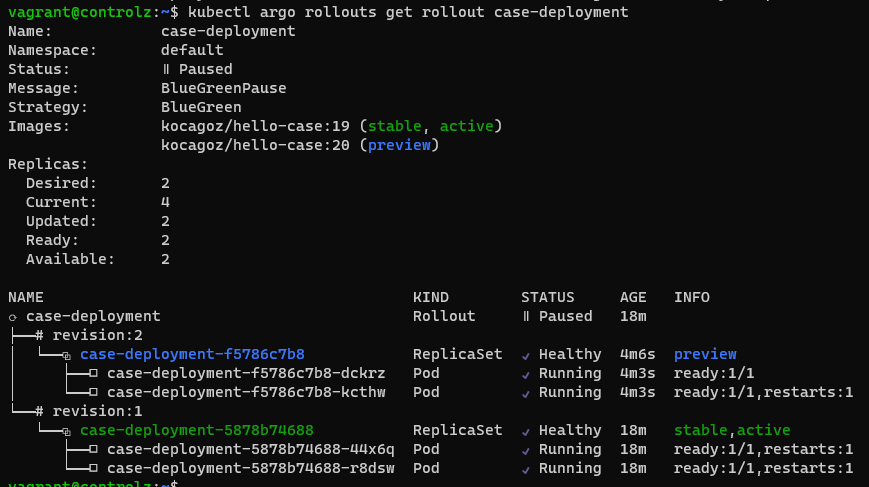 vagrant@controlz:~$ kubectl argo rollouts get rollout case-deployment
Name:            case-deployment
Namespace:       default
Status:          ॥ Paused
Message:         BlueGreenPause
Strategy:        BlueGreen
Images:          kocagoz/hello-case:19 (stable, active)
                 kocagoz/hello-case:20 (preview)
Replicas:
  Desired:       2
  Current:       4
  Updated:       2
  Ready:         2
  Available:     2
NAME                                         KIND        STATUS     AGE   INFO
⟳ case-deployment                            Rollout     ॥ Paused   18m
├──# revision:2
│  └──⧉ case-deployment-f5786c7b8            ReplicaSet  ✔ Healthy  4m6s  preview
│     ├──□ case-deployment-f5786c7b8-dckrz   Pod         ✔ Running  4m3s  ready:1/1
│     └──□ case-deployment-f5786c7b8-kcthw   Pod         ✔ Running  4m3s  ready:1/1,restarts:1
└──# revision:1
   └──⧉ case-deployment-5878b74688           ReplicaSet  ✔ Healthy  18m   stable,active
      ├──□ case-deployment-5878b74688-44x6q  Pod         ✔ Running  18m   ready:1/1,restarts:1
      └──□ case-deployment-5878b74688-r8dsw  Pod         ✔ Running  18m   ready:1/1,restarts:1
vagrant@controlz:~$